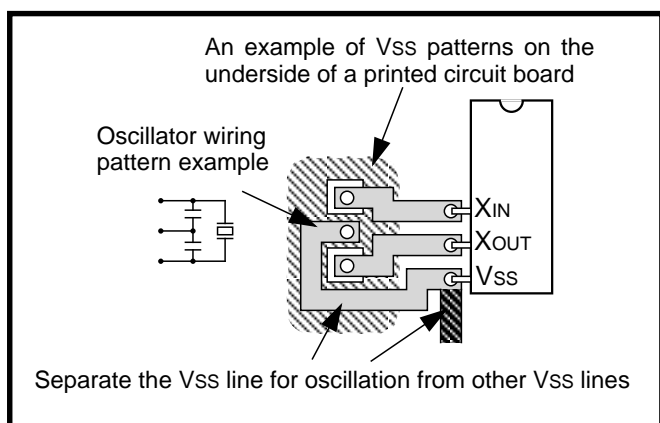 An example of VSS patterns on the
underside of a printed circuit board
Oscillator wiring
pattern example
XIN
XOUT
VSS
Separate the VSS line for oscillation from other VSS lines